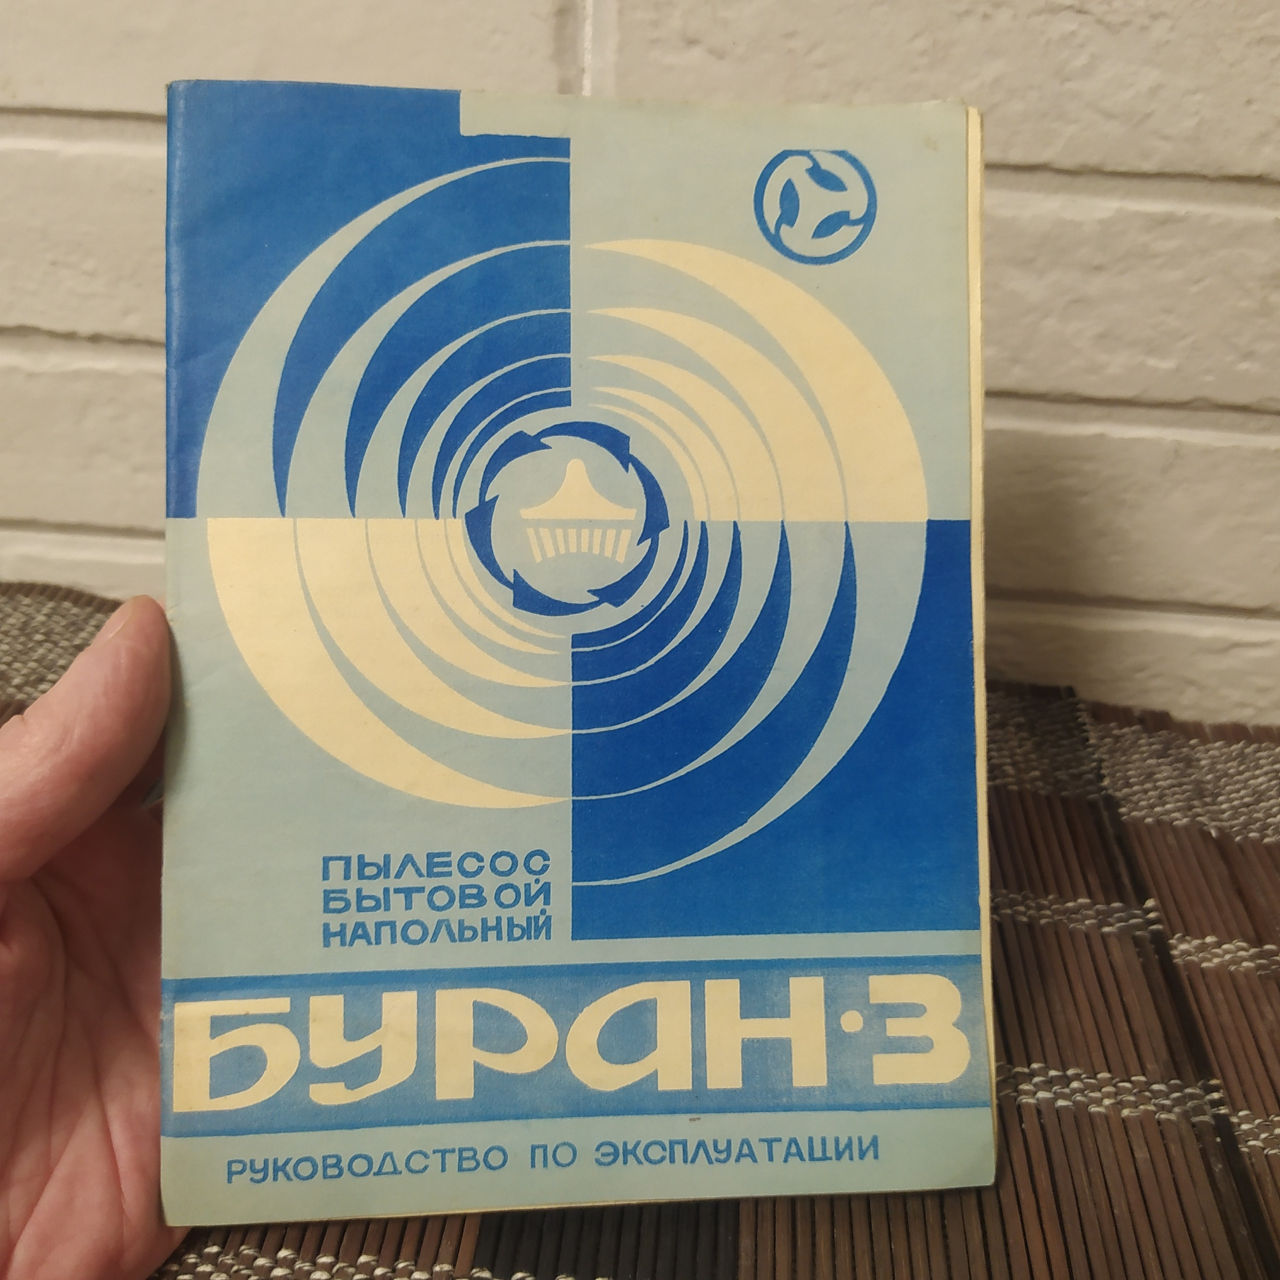 ПЫЛЕСОС
БЫТОВОЙ
НАПОЛЬНЫЙ
БУРАН·3
РУКОВОДСТВО ПО ЭКСПЛУАТАЦИИ